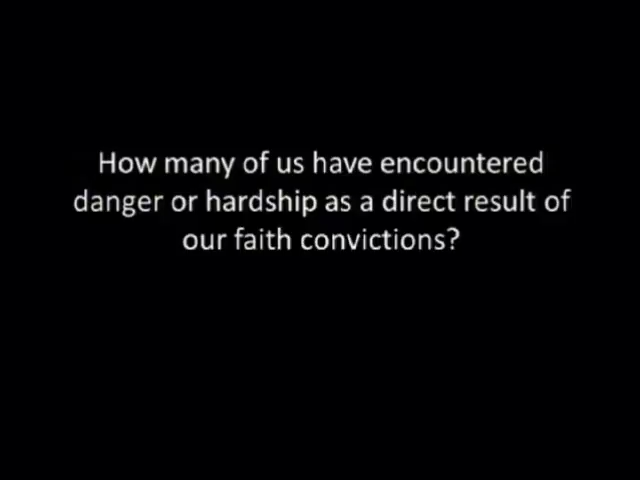 How many of us have encountered
danger or hardship as a direct result of
our faith convictions?